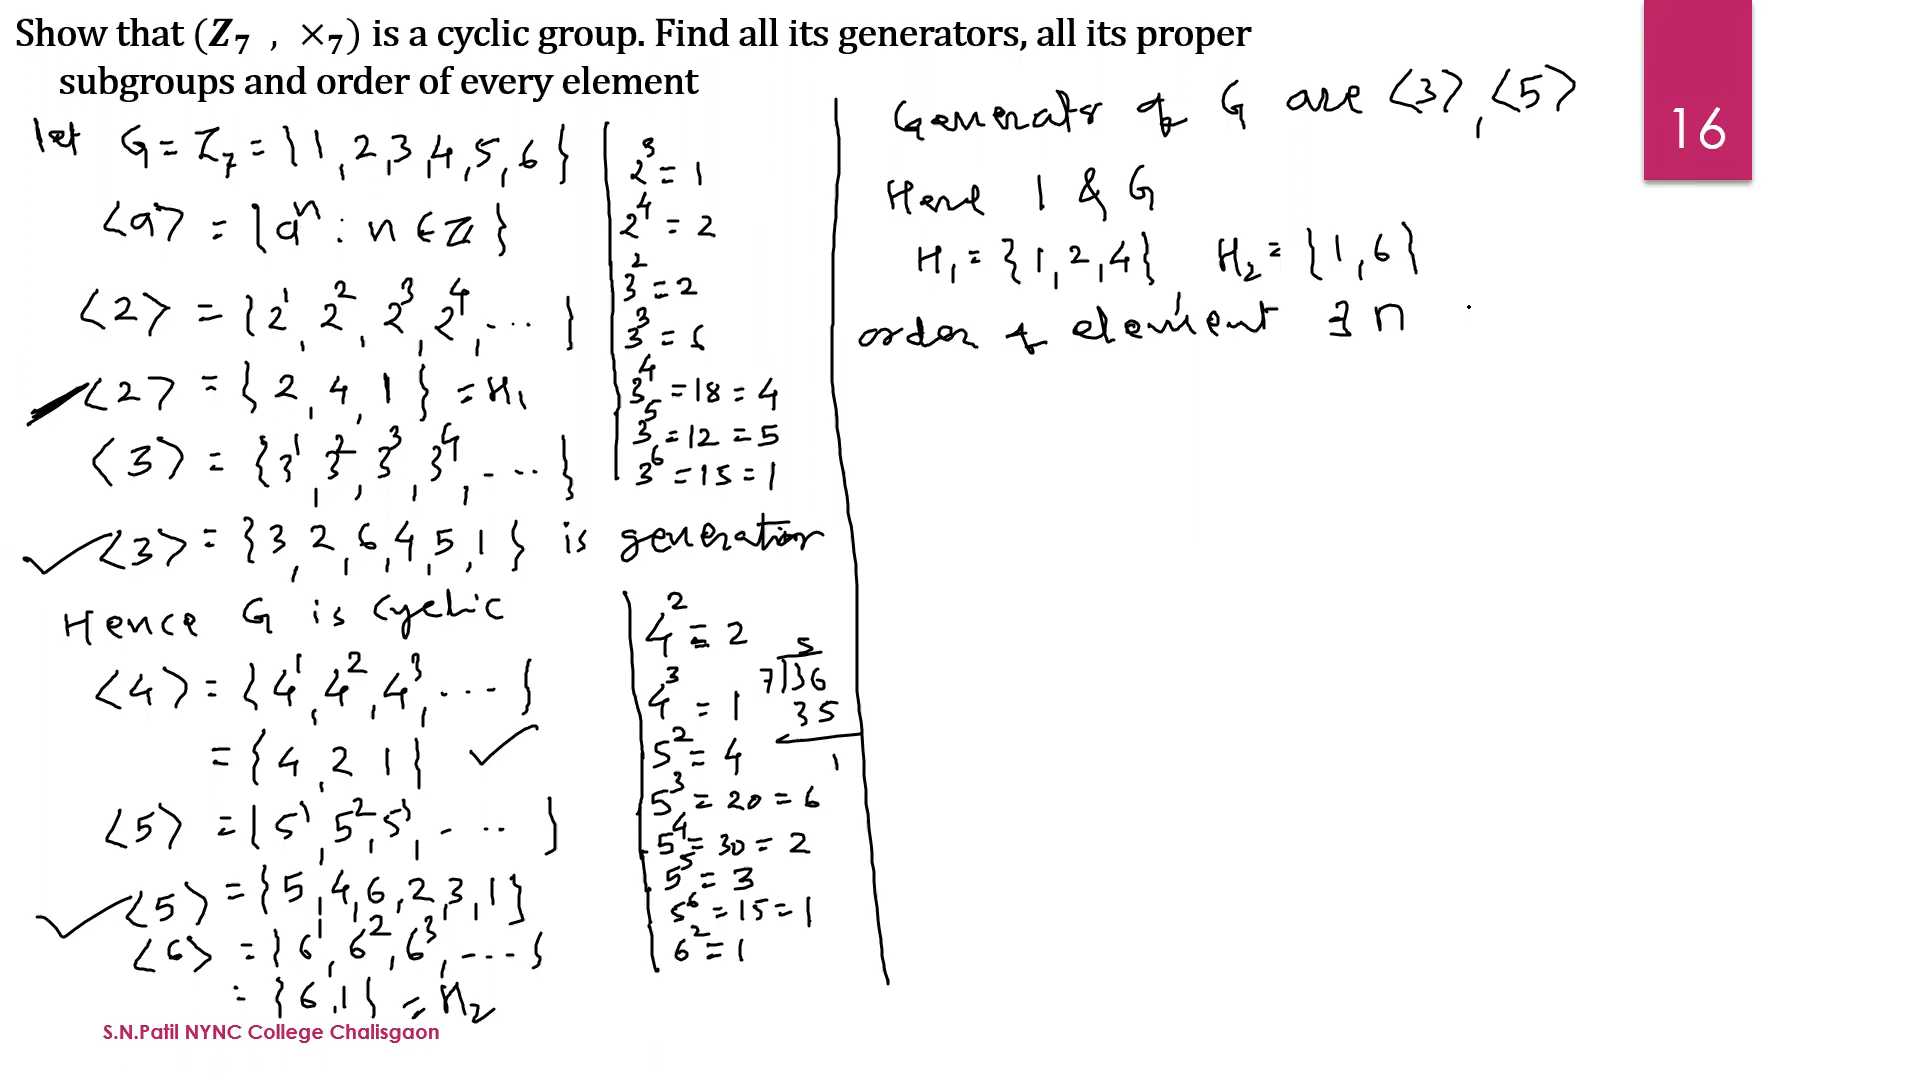 Show that (Z₇ , ×₇) is a cyclic group. Find all its generators, all its proper
subgroups and order of every element
16
let G = Z₇ = {1, 2, 3, 4, 5, 6}
<a> = {aⁿ : n ∈ Z}
<2> = {2¹, 2², 2³, 2⁴, ...}
<2> = {2, 4, 1} = H₁
<3> = {3¹, 3², 3³, 3⁴, ...}
<3> = {3, 2, 6, 4, 5, 1} is generator
Hence G is cyclic
<4> = {4¹, 4², 4³, ...}
= {4, 2 1}
<5> = {5¹, 5², 5³, ...}
<5> = {5, 4, 6, 2, 3, 1}
<6> = {6¹, 6², 6³, ...}
= {6, 1} = H₂
2³ = 1
2⁴ = 2
3² = 2
3³ = 6
3⁴ = 18 = 4
3⁵ = 12 = 5
3⁶ = 15 = 1
4² = 2
4³ = 1
5² = 4
5³ = 20 = 6
5⁴ = 30 = 2
5⁵ = 3
5⁶ = 15 = 1
6² = 1
5
7)36
35
1
Generators of G are <3>, <5>
Here 1 & G
H₁ = {1, 2, 4} H₂ = {1, 6}
order of element ∃ n
S.N.Patil NYNC College Chalisgaon